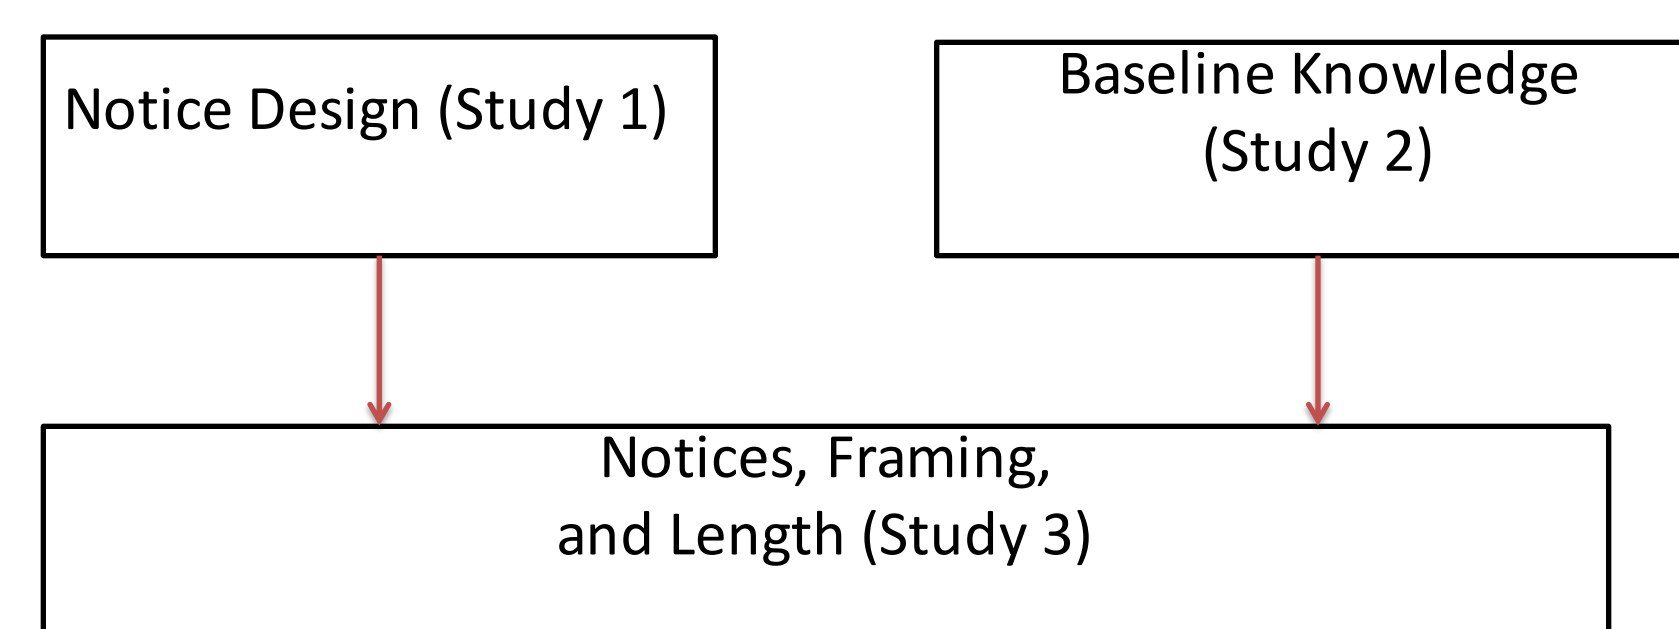 Notice Design (Study 1)
Baseline Knowledge
(Study 2)
Notices, Framing,
and Length (Study 3)